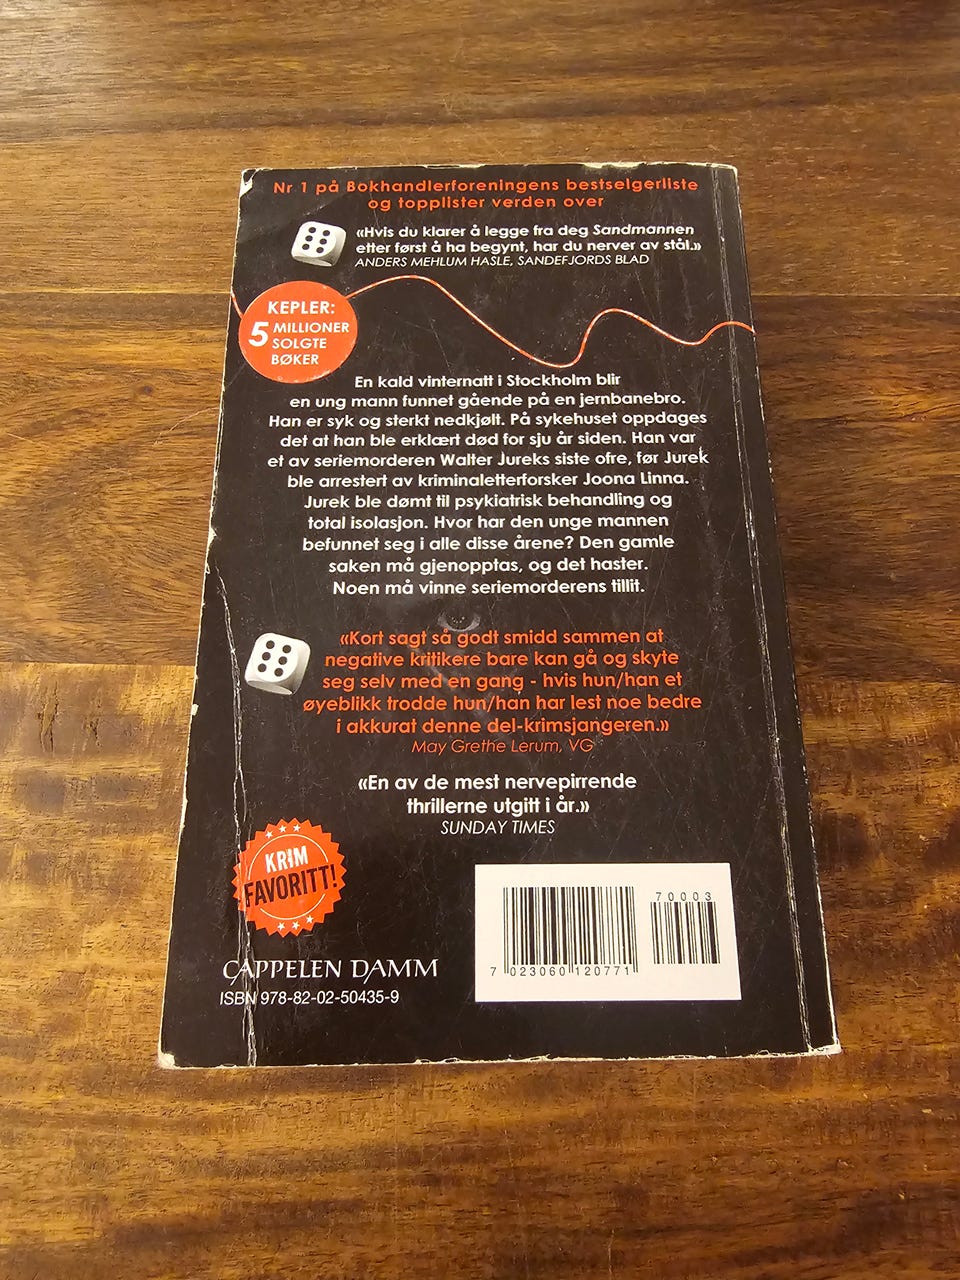 Nr 1 på Bokhandlerforeningens bestselgerliste
og topplister verden over
«Hvis du klarer å legge fra deg Sandmannen
etter først å ha begynt, har du nerver av stål.»
ANDERS MEHLUM HASLE, SANDEFJORDS BLAD
KEPLER:
5 MILLIONER
SOLGTE
BØKER
En kald vinternatt i Stockholm blir
en ung mann funnet gående på en jernbanebro.
Han er syk og sterkt nedkjølt. På sykehuset oppdages
det at han ble erklært død for sju år siden. Han var
et av seriemorderen Walter Jureks siste ofre, før Jurek
ble arrestert av kriminaletterforsker Joona Linna.
Jurek ble dømt til psykiatrisk behandling og
total isolasjon. Hvor har den unge mannen
befunnet seg i alle disse årene? Den gamle
saken må gjenopptas, og det haster.
Noen må vinne seriemorderens tillit.
«Kort sagt så godt smidd sammen at
negative kritikere bare kan gå og skyte
seg selv med en gang - hvis hun/han et
øyeblikk trodde hun/han har lest noe bedre
i akkurat denne del-krimsjangeren.»
May Grethe Lerum, VG
«En av de mest nervepirrende
thrillerne utgitt i år.»
SUNDAY TIMES
KRIM
FAVORITT!
CAPPELEN DAMM
ISBN 978-82-02-50435-9
70003
7 023060 120771